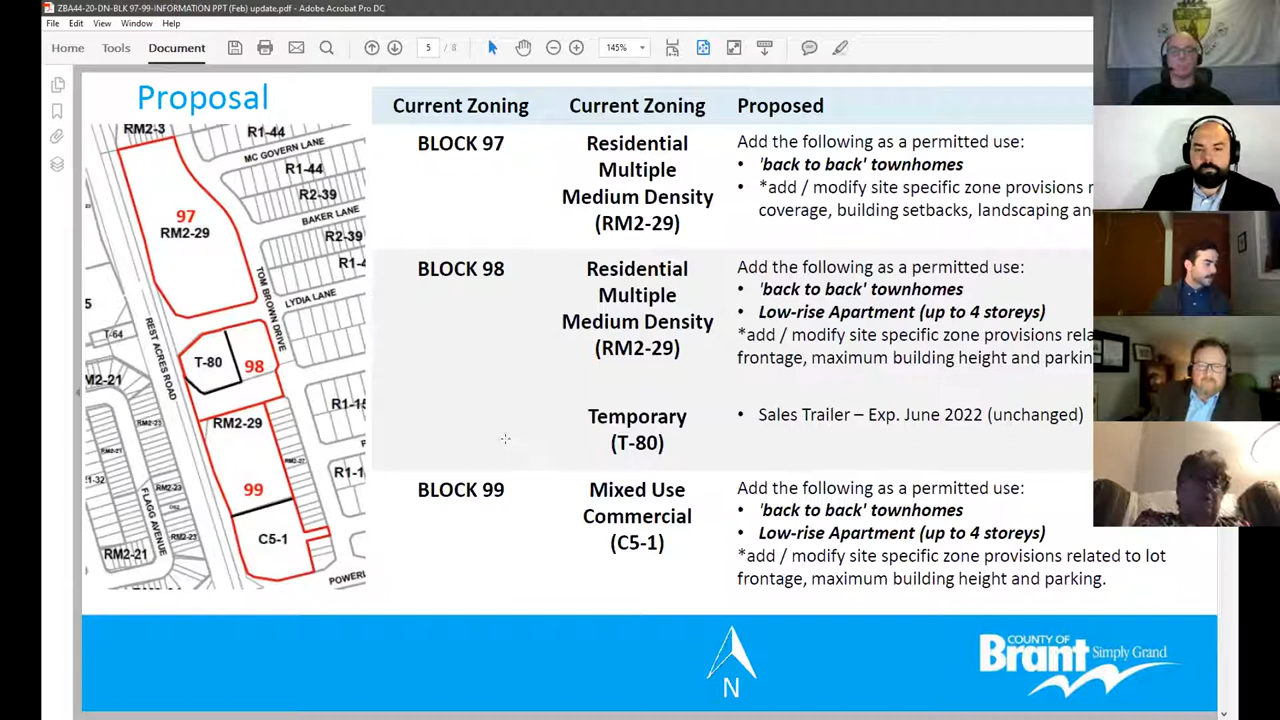 ZBA44-20-DN-BLK 97-99-INFORMATION PPT (Feb) update.pdf - Adobe Acrobat Pro DC
File Edit View Window Help
Home Tools Document 5 / 8 145%
Proposal
Current Zoning Current Zoning Proposed
BLOCK 97
Residential
Multiple
Medium Density
(RM2-29)
Add the following as a permitted use:
• 'back to back' townhomes
• *add / modify site specific zone provisions
coverage, building setbacks, landscaping
BLOCK 98
Residential
Multiple
Medium Density
(RM2-29)
Add the following as a permitted use:
• 'back to back' townhomes
• Low-rise Apartment (up to 4 storeys)
*add / modify site specific zone provisions
frontage, maximum building height and
Temporary
(T-80)
• Sales Trailer – Exp. June 2022 (unchanged)
BLOCK 99
Mixed Use
Commercial
(C5-1)
Add the following as a permitted use:
• 'back to back' townhomes
• Low-rise Apartment (up to 4 storeys)
*add / modify site specific zone provisions related to lot
frontage, maximum building height and parking.
RM2-3
R1-44
MC GOVERN LANE
R1-44
R2-39
97
RM2-29
BAKER LANE
R2-39
TOM BROWN DRIVE
LYDIA LANE
T-64
REST ACRES ROAD
T-80
98
RM2-29
RM2-23
99
FLAGG AVENUE
RM2-23
RM2-23
C5-1
RM2-21
N
COUNTY OF
Brant Simply Grand